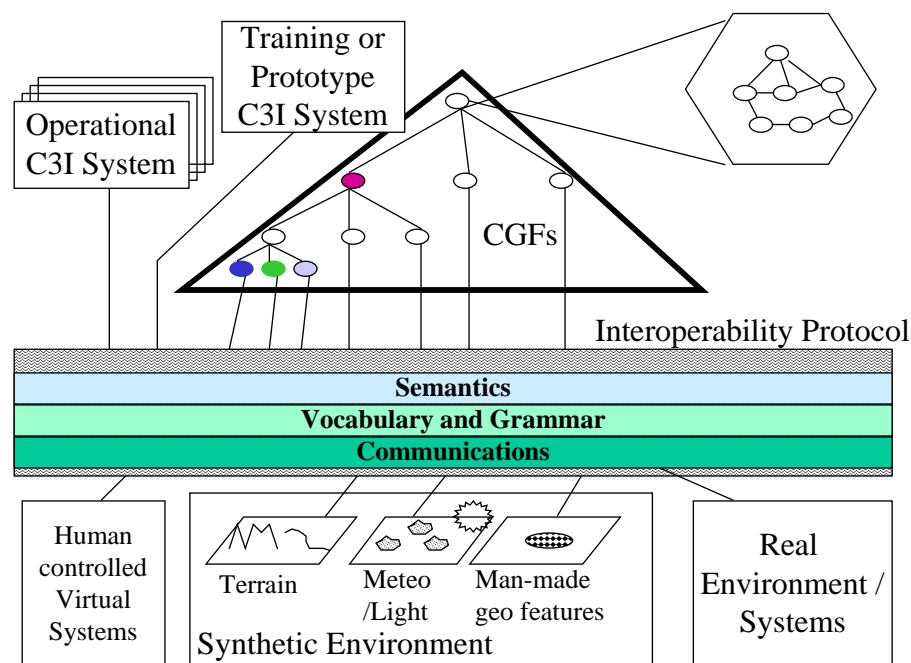 Training or
Prototype
C3I System
Operational
C3I System
CGFs
Interoperability Protocol
Semantics
Vocabulary and Grammar
Communications
Human
controlled
Virtual
Systems
Terrain
Meteo
/Light
Man-made
geo features
Synthetic Environment
Real
Environment /
Systems